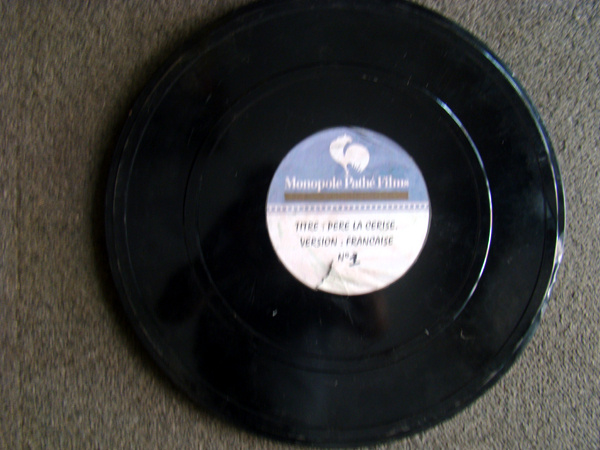 Monopole Pathé Films
TITRE : PERE LA CERISE.
VERSION : FRANCAISE
N°1